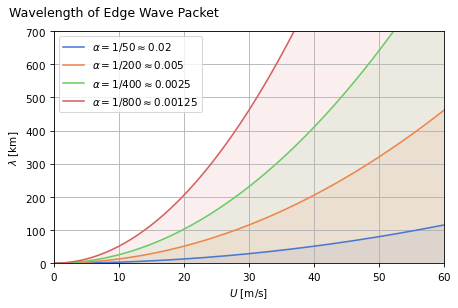 Wavelength of Edge Wave Packet
λ [km]
700
600
500
400
300
200
100
0
α = 1/50 ≈ 0.02
α = 1/200 ≈ 0.005
α = 1/400 ≈ 0.0025
α = 1/800 ≈ 0.00125
0 10 20 30 40 50 60
U [m/s]